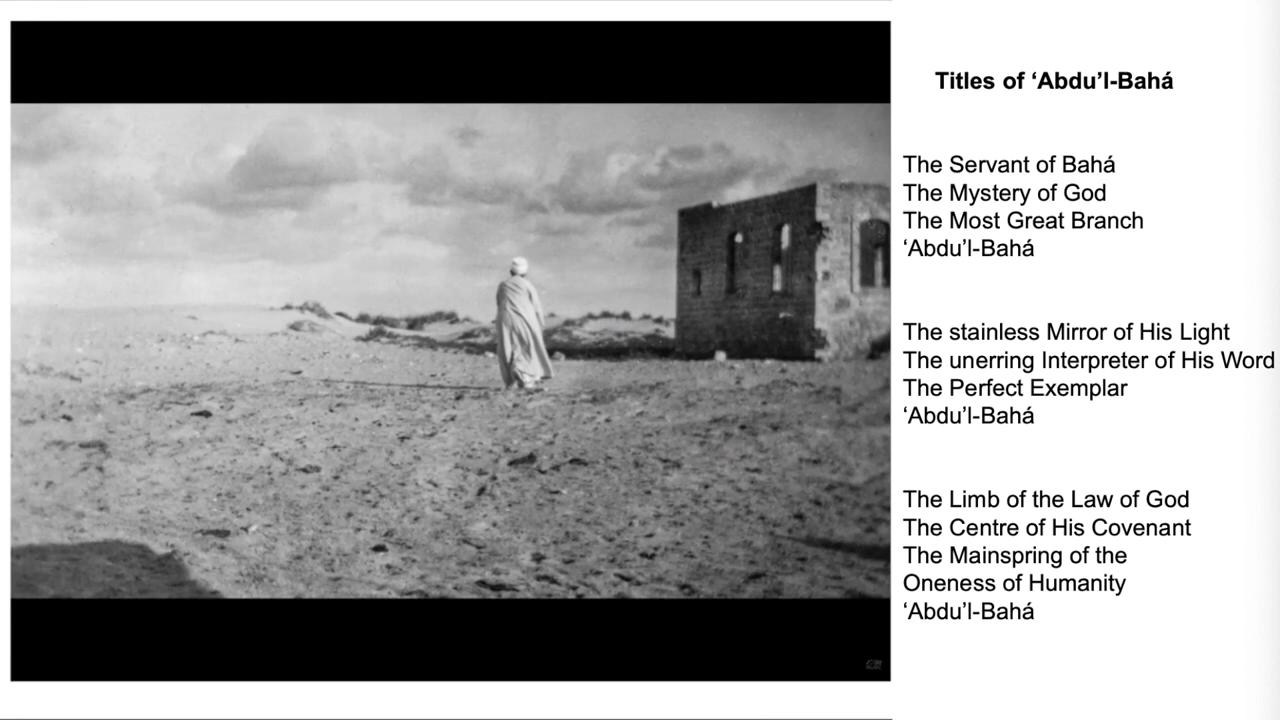 Titles of ‘Abdu’l-Bahá
The Servant of Bahá
The Mystery of God
The Most Great Branch
‘Abdu’l-Bahá
The stainless Mirror of His Light
The unerring Interpreter of His Word
The Perfect Exemplar
‘Abdu’l-Bahá
The Limb of the Law of God
The Centre of His Covenant
The Mainspring of the
Oneness of Humanity
‘Abdu’l-Bahá